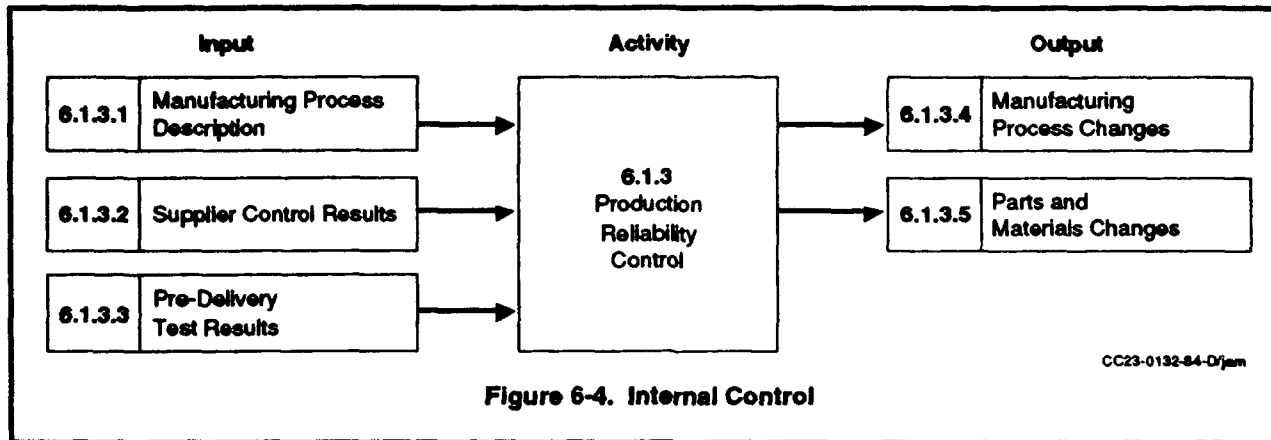 Input
Activity
Output
6.1.3.1
Manufacturing Process
Description
6.1.3.2
Supplier Control Results
6.1.3.3
Pre-Delivery
Test Results
6.1.3
Production
Reliability
Control
6.1.3.4
Manufacturing
Process Changes
6.1.3.5
Parts and
Materials Changes
CC23-0132-84-D/jam
Figure 6-4. Internal Control